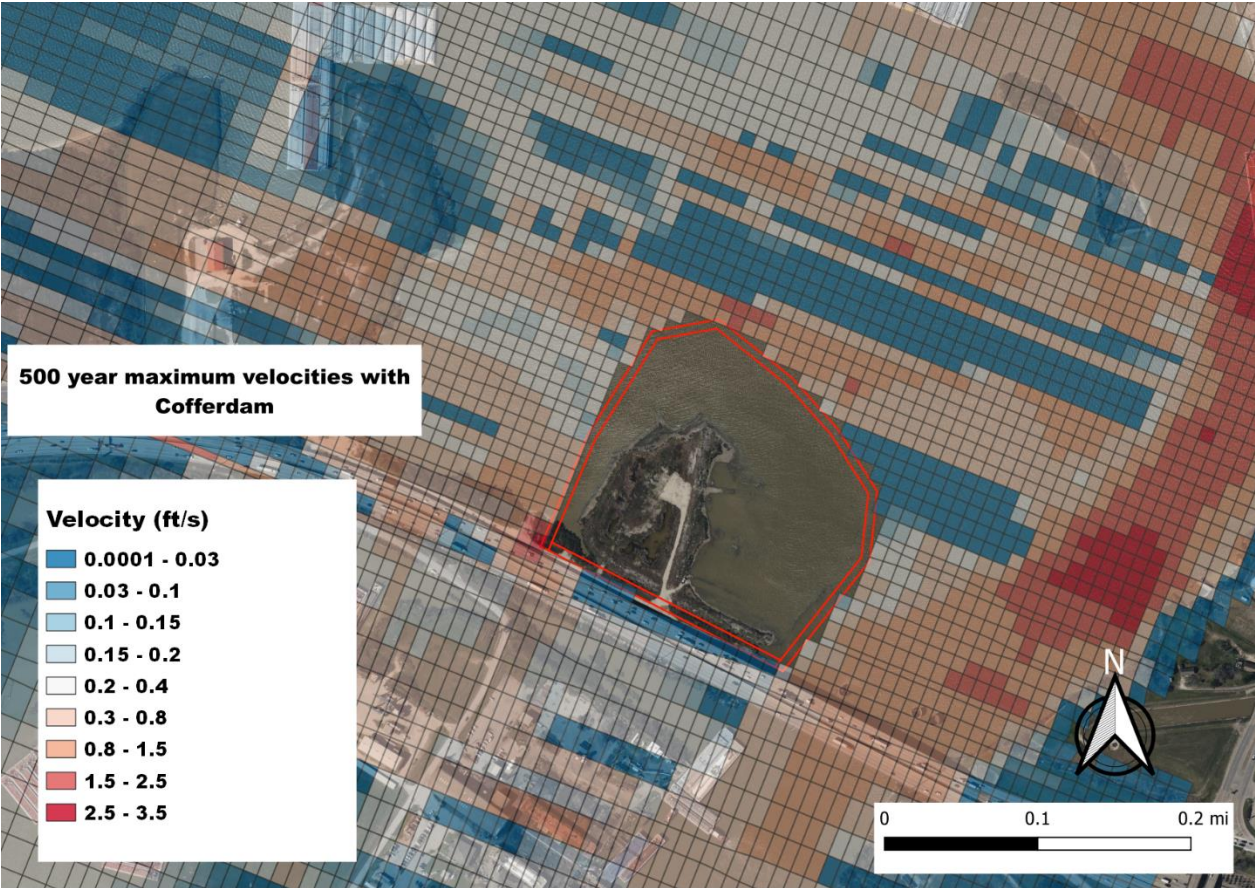 500 year maximum velocities with
Cofferdam
Velocity (ft/s)
0.0001 - 0.03
0.03 - 0.1
0.1 - 0.15
0.15 - 0.2
0.2 - 0.4
0.3 - 0.8
0.8 - 1.5
1.5 - 2.5
2.5 - 3.5
N
0 0.1 0.2 mi